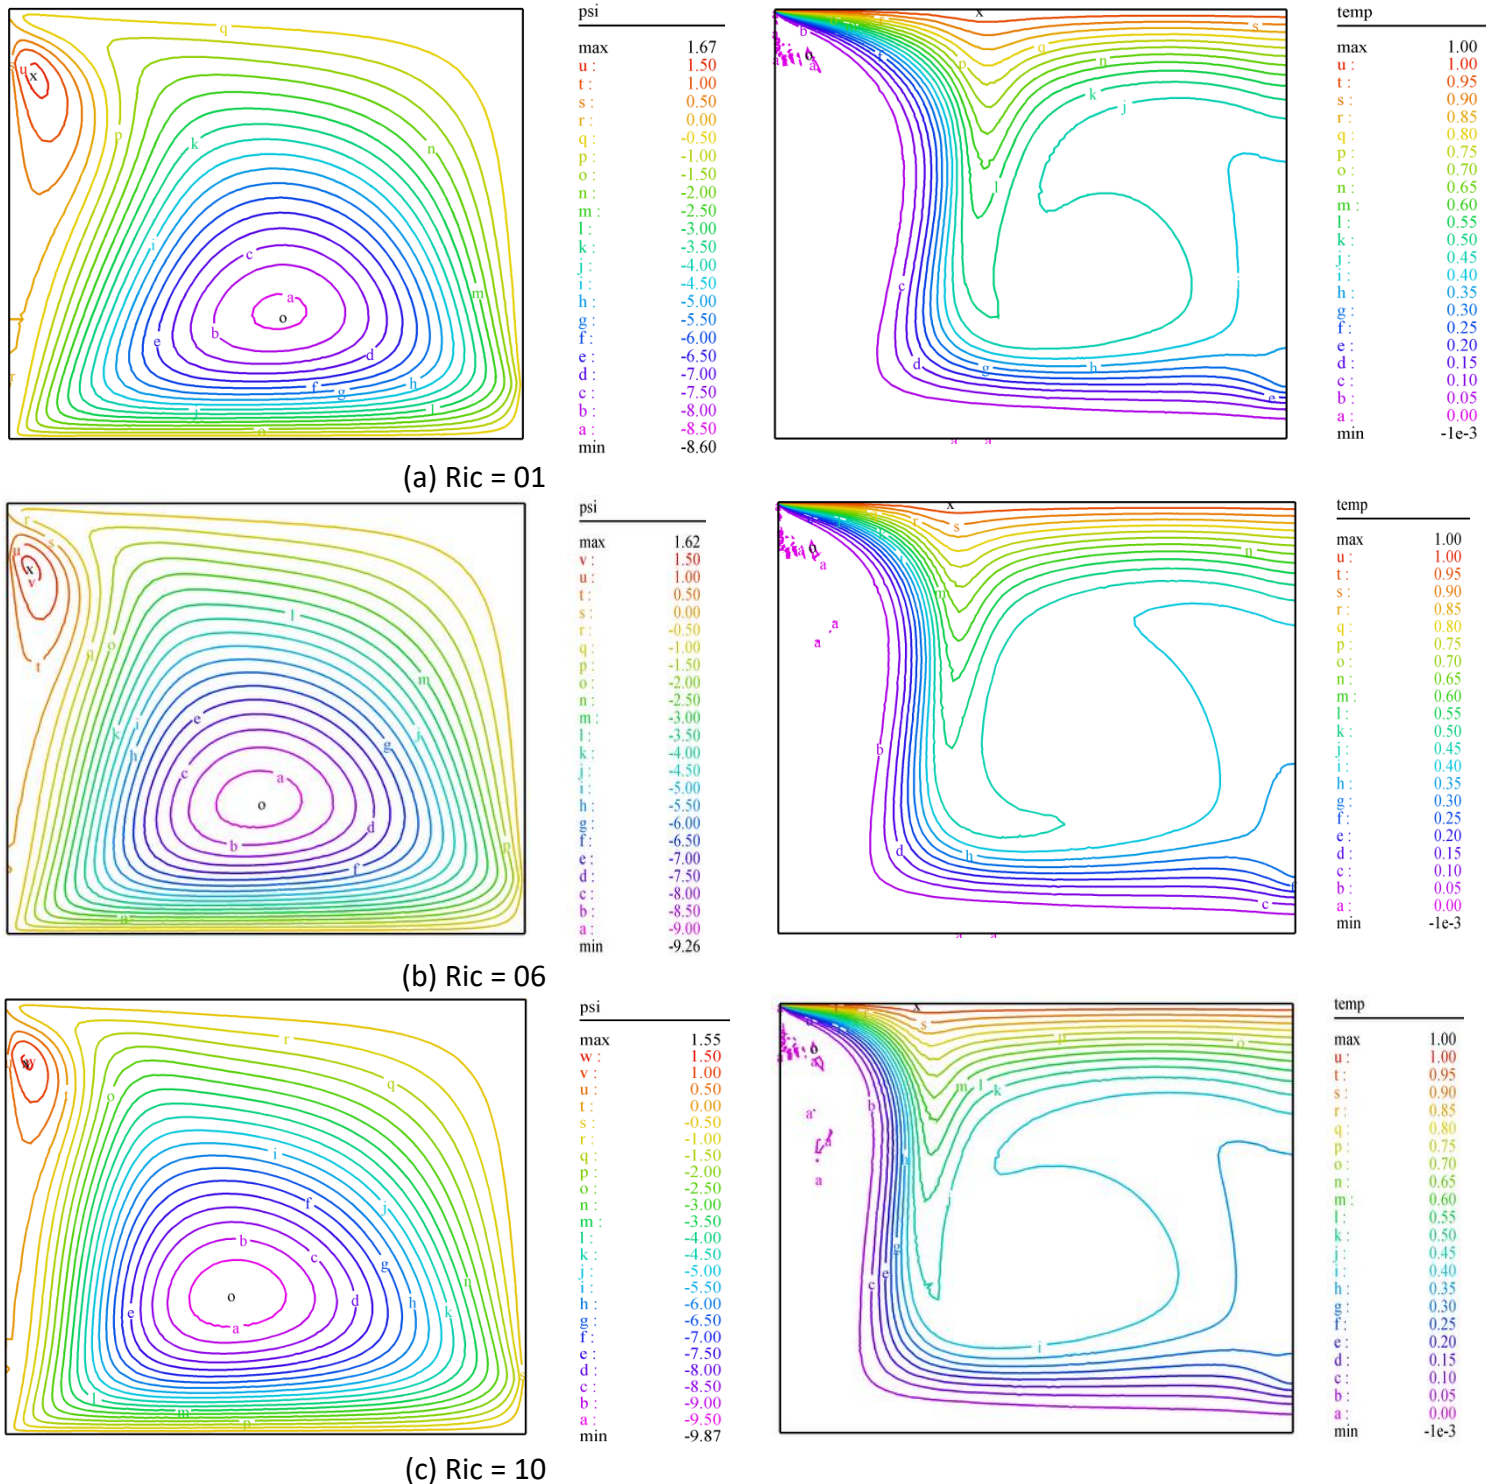 psi
max 1.67
u : 1.50
t : 1.00
s : 0.50
r : 0.00
q : -0.50
p : -1.00
o : -1.50
n : -2.00
m : -2.50
l : -3.00
k : -3.50
j : -4.00
i : -4.50
h : -5.00
g : -5.50
f : -6.00
e : -6.50
d : -7.00
c : -7.50
b : -8.00
a : -8.50
min -8.60
temp
max 1.00
u : 1.00
t : 0.95
s : 0.90
r : 0.85
q : 0.80
p : 0.75
o : 0.70
n : 0.65
m : 0.60
l : 0.55
k : 0.50
j : 0.45
i : 0.40
h : 0.35
g : 0.30
f : 0.25
e : 0.20
d : 0.15
c : 0.10
b : 0.05
a : 0.00
min -1e-3
(a) Ric = 01
psi
max 1.62
v : 1.50
u : 1.00
t : 0.50
s : 0.00
r : -0.50
q : -1.00
p : -1.50
o : -2.00
n : -2.50
m : -3.00
l : -3.50
k : -4.00
j : -4.50
i : -5.00
h : -5.50
g : -6.00
f : -6.50
e : -7.00
d : -7.50
c : -8.00
b : -8.50
a : -9.00
min -9.26
temp
max 1.00
u : 1.00
t : 0.95
s : 0.90
r : 0.85
q : 0.80
p : 0.75
o : 0.70
n : 0.65
m : 0.60
l : 0.55
k : 0.50
j : 0.45
i : 0.40
h : 0.35
g : 0.30
f : 0.25
e : 0.20
d : 0.15
c : 0.10
b : 0.05
a : 0.00
min -1e-3
(b) Ric = 06
psi
max 1.55
w : 1.50
v : 1.00
u : 0.50
t : 0.00
s : -0.50
r : -1.00
q : -1.50
p : -2.00
o : -2.50
n : -3.00
m : -3.50
l : -4.00
k : -4.50
j : -5.00
i : -5.50
h : -6.00
g : -6.50
f : -7.00
e : -7.50
d : -8.00
c : -8.50
b : -9.00
a : -9.50
min -9.87
temp
max 1.00
u : 1.00
t : 0.95
s : 0.90
r : 0.85
q : 0.80
p : 0.75
o : 0.70
n : 0.65
m : 0.60
l : 0.55
k : 0.50
j : 0.45
i : 0.40
h : 0.35
g : 0.30
f : 0.25
e : 0.20
d : 0.15
c : 0.10
b : 0.05
a : 0.00
min -1e-3
(c) Ric = 10